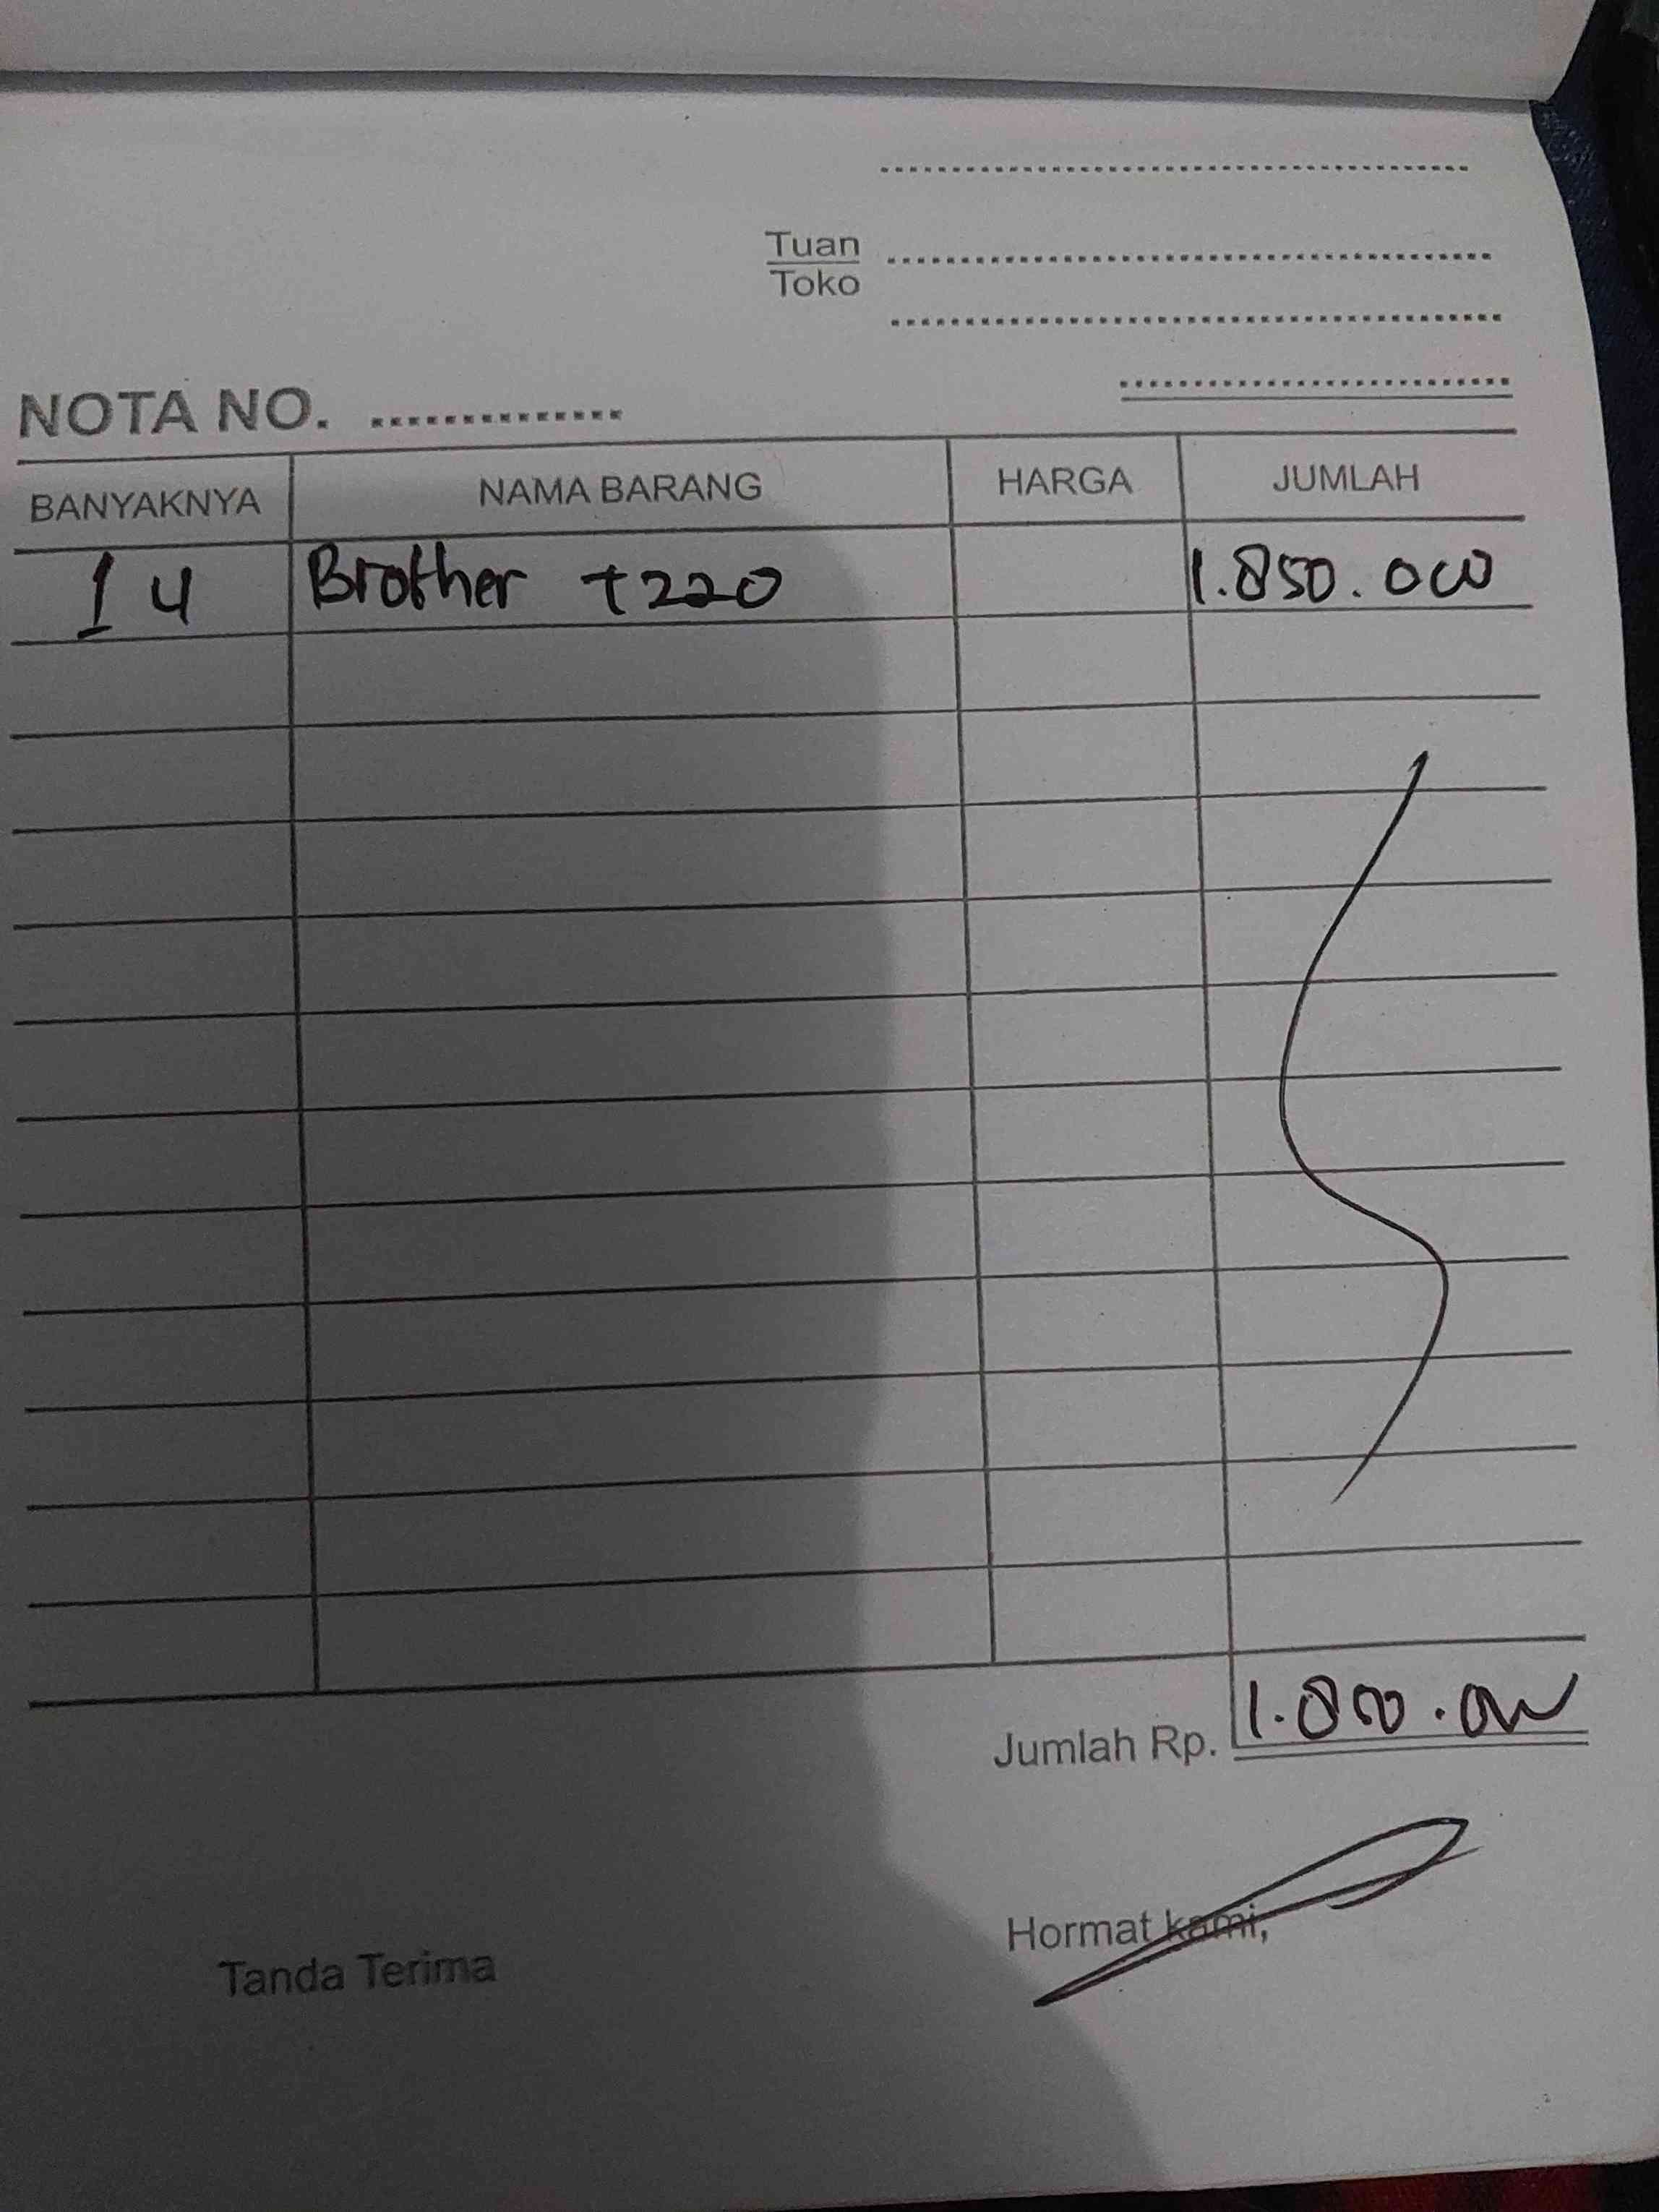 Tuan
Toko
NOTA NO.
BANYAKNYA NAMA BARANG HARGA JUMLAH
1 u Brother t220 1.850.000
Jumlah Rp. 1.850.000
Tanda Terima Hormat kami,